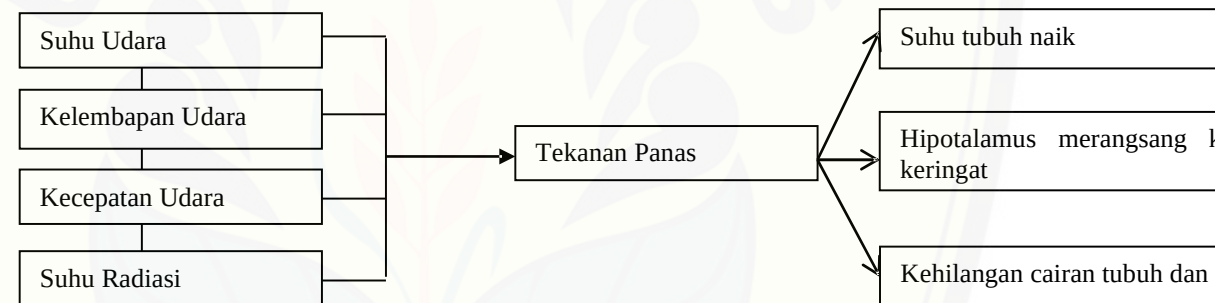 Suhu Udara
Kelembapan Udara
Kecepatan Udara
Suhu Radiasi
Tekanan Panas
Suhu tubuh naik
Hipotalamus merangsang
keringat
Kehilangan cairan tubuh dan